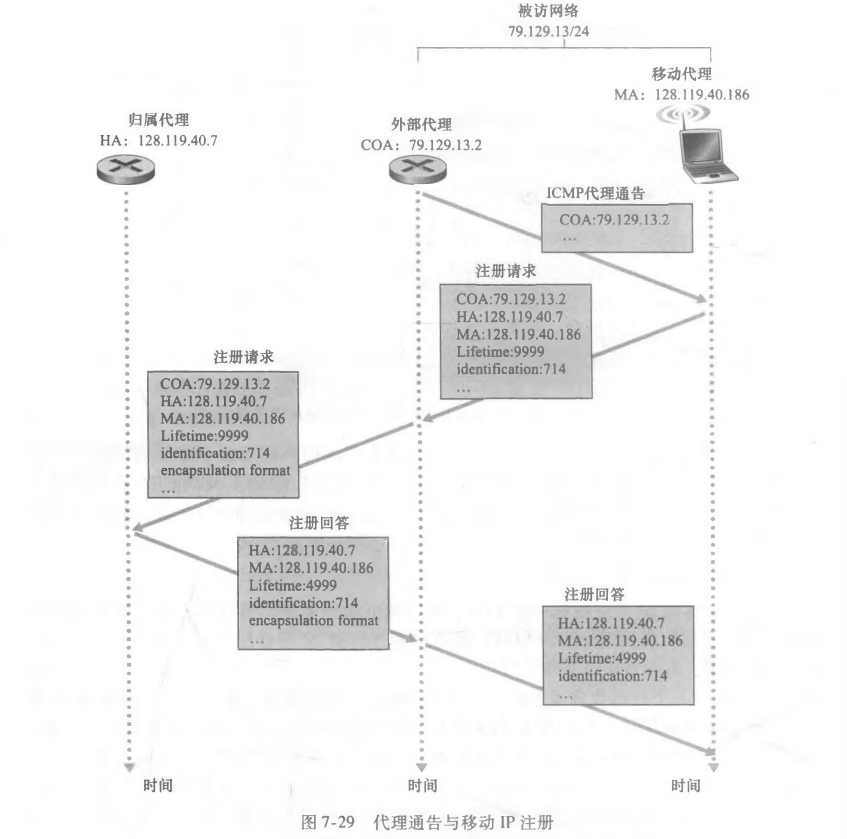 被访网络
79.129.13/24
移动代理
MA: 128.119.40.186
归属代理
HA: 128.119.40.7
外部代理
COA: 79.129.13.2
ICMP代理通告
COA:79.129.13.2
…
注册请求
COA:79.129.13.2
HA:128.119.40.7
MA:128.119.40.186
Lifetime:9999
identification:714
…
注册请求
COA:79.129.13.2
HA:128.119.40.7
MA:128.119.40.186
Lifetime:9999
identification:714
encapsulation format
…
注册回答
HA:128.119.40.7
MA:128.119.40.186
Lifetime:4999
identification:714
encapsulation format
…
注册回答
HA:128.119.40.7
MA:128.119.40.186
Lifetime:4999
identification:714
…
时间
时间
时间
图 7-29 代理通告与移动 IP 注册